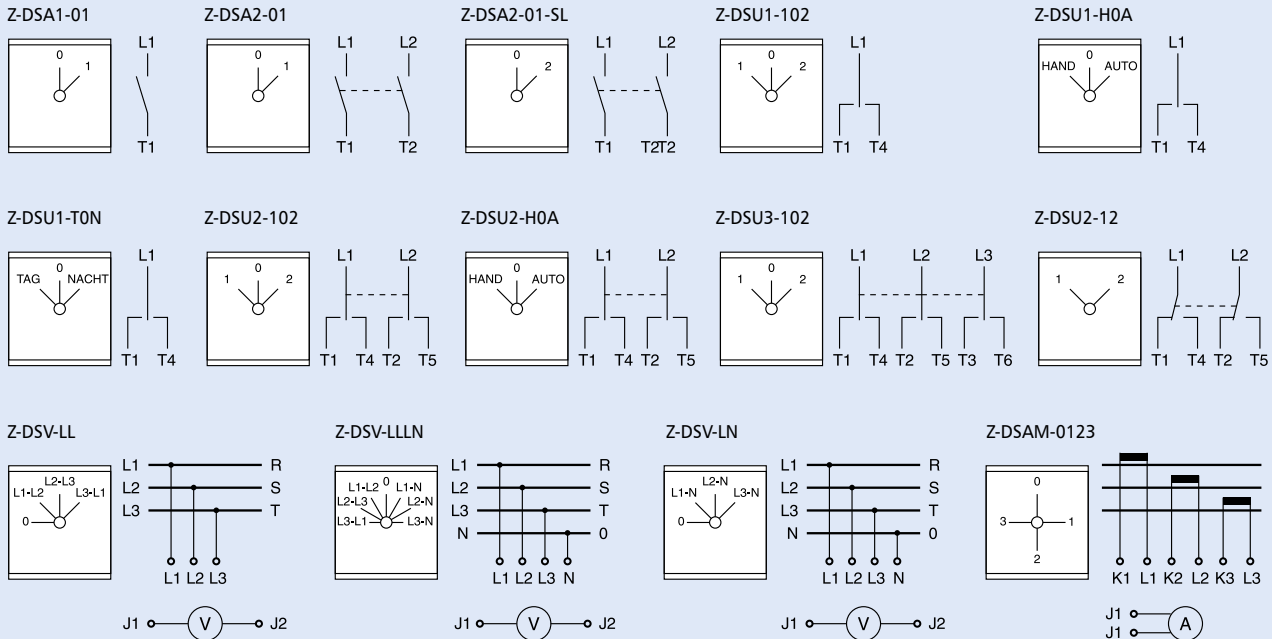 Z-DSA1-01
Z-DSA2-01
Z-DSA2-01-SL
Z-DSU1-102
Z-DSU1-H0A
0 1
L1
T1
0 1
L1 L2
T1 T2
0 2
L1 L2
T1 T2T2
1 0 2
L1
T1 T4
HAND 0 AUTO
L1
T1 T4
Z-DSU1-T0N
Z-DSU2-102
Z-DSU2-H0A
Z-DSU3-102
Z-DSU2-12
TAG 0 NACHT
L1
T1 T4
1 0 2
L1 L2
T1 T4 T2 T5
HAND 0 AUTO
L1 L2
T1 T4 T2 T5
1 0 2
L1 L2 L3
T1 T4 T2 T5 T3 T6
1 2
L1 L2
T1 T4 T2 T5
Z-DSV-LL
Z-DSV-LLLN
Z-DSV-LN
Z-DSAM-0123
L2-L3
L1-L2 L3-L1
0
L1 R
L2 S
L3 T
L1 L2 L3
J1 V J2
0
L1-L2 L1-N
L2-L3 L2-N
L3-L1 L3-N
L1 R
L2 S
L3 T
N 0
L1 L2 L3 N
J1 V J2
L2-N
L1-N L3-N
0
L1 R
L2 S
L3 T
N 0
L1 L2 L3 N
J1 V J2
0
3 1
2
K1 L1 K2 L2 K3 L3
J1 A
J1